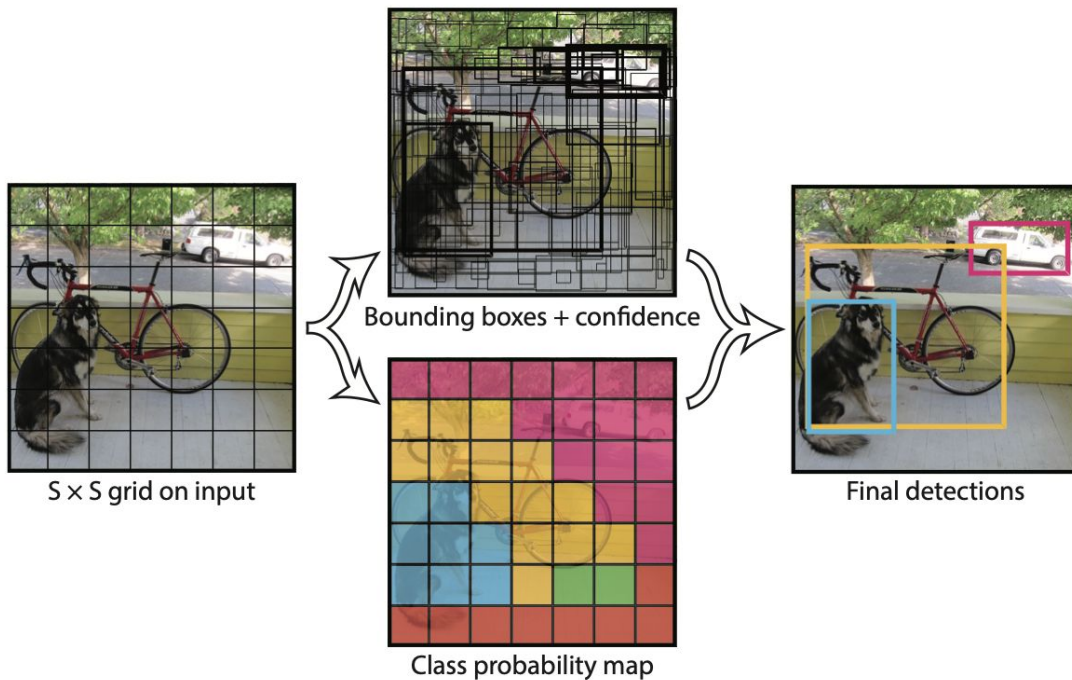 Bounding boxes + confidence
S × S grid on input
Final detections
Class probability map